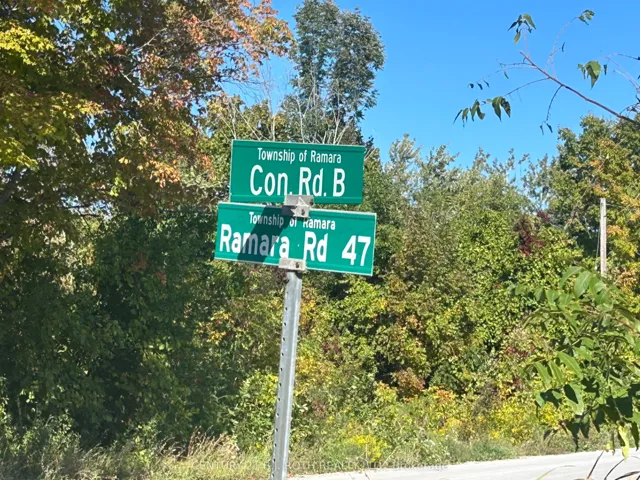 Township of Ramara
Con. Rd. B
Township of Ramara
Ramara Rd 47